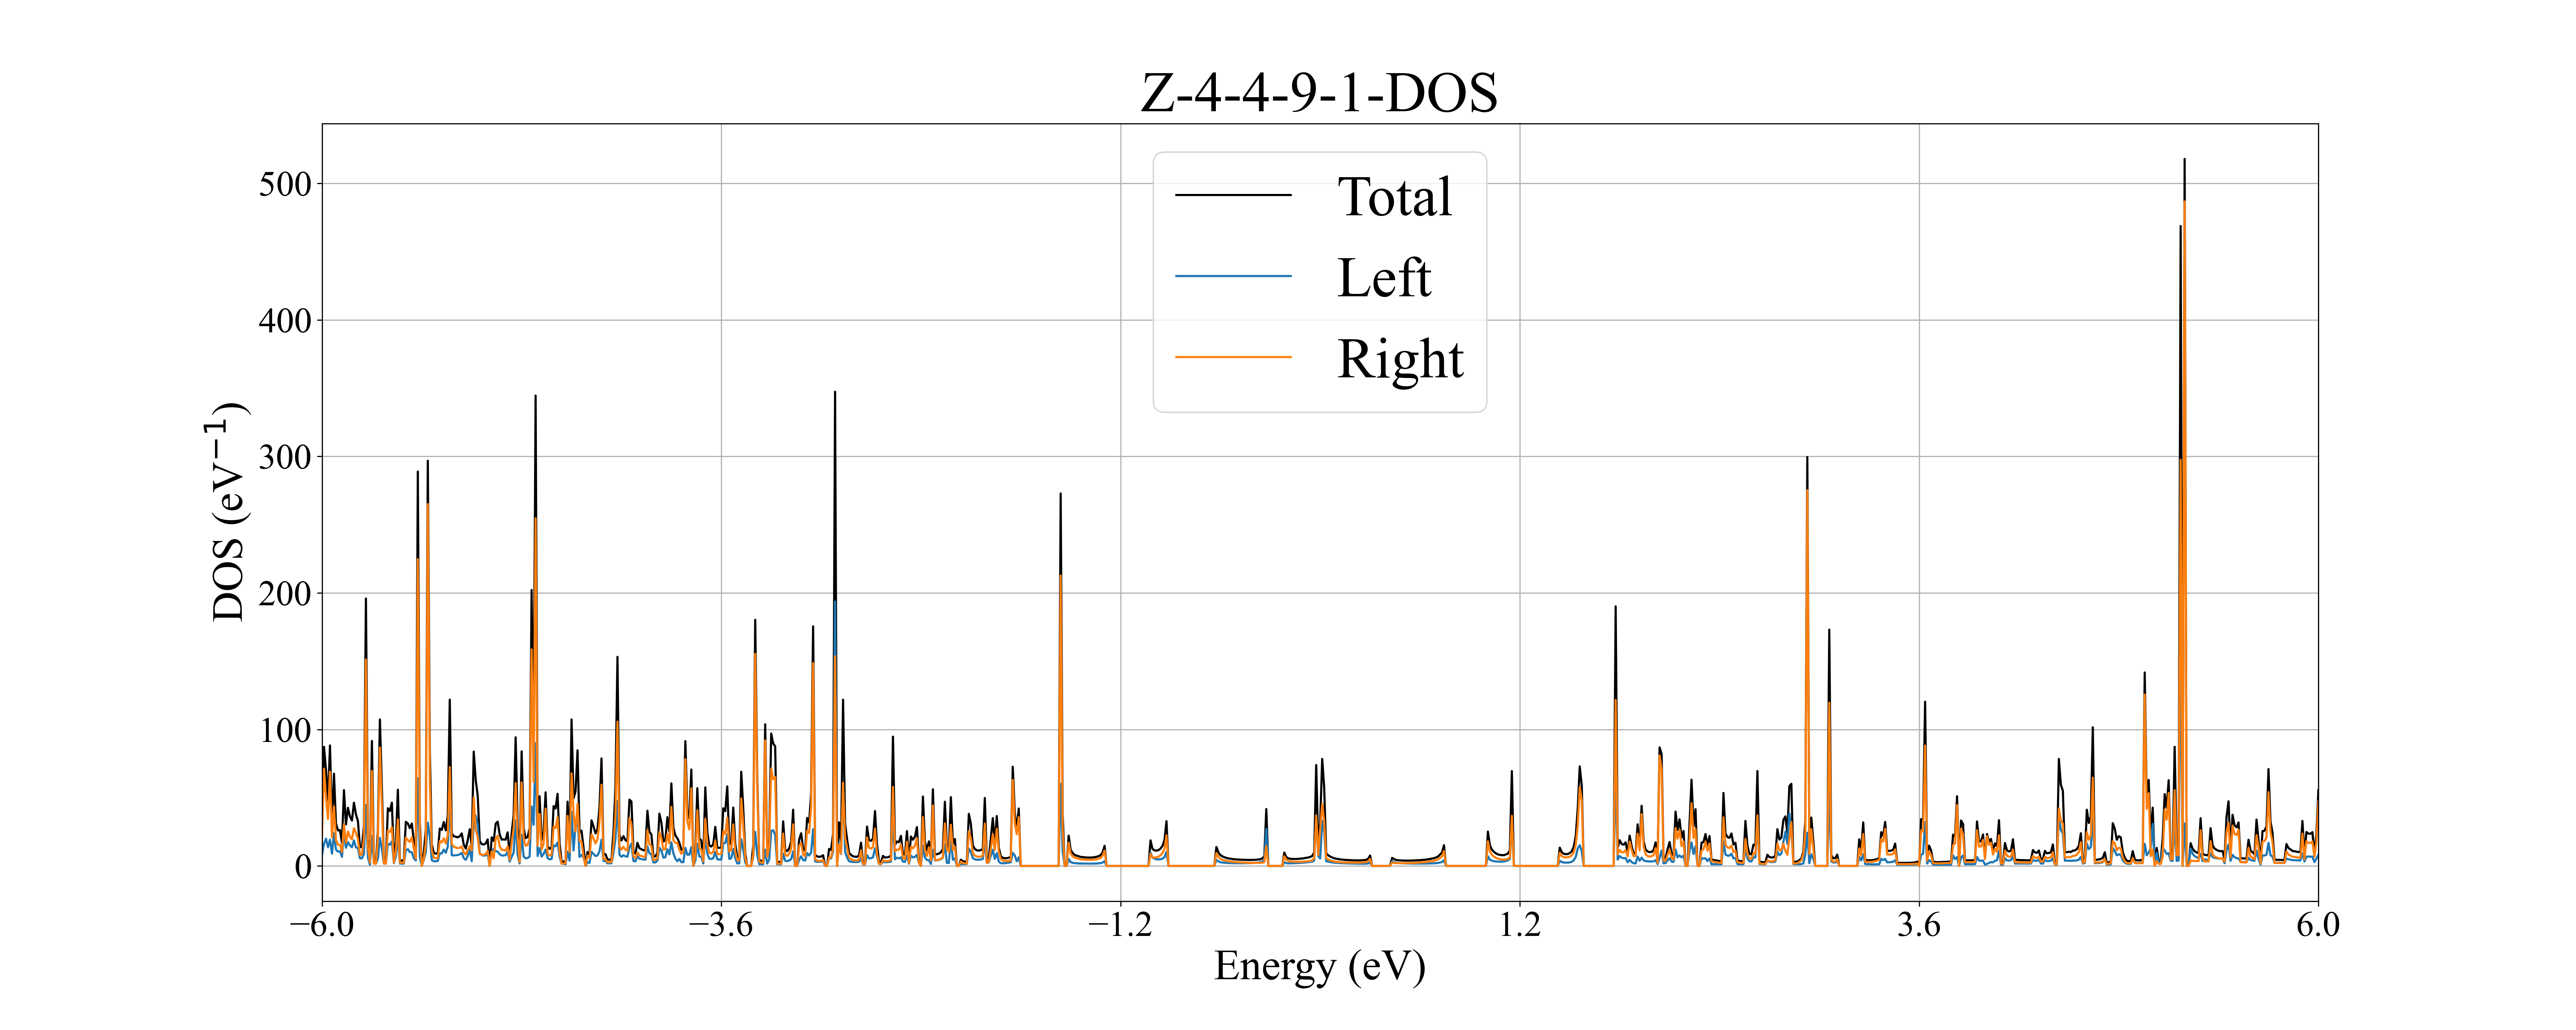 Z-4-4-9-1-DOS
Total
Left
Right
DOS (eV⁻¹)
500
400
300
200
100
0
−6.0
−3.6
−1.2
1.2
3.6
6.0
Energy (eV)